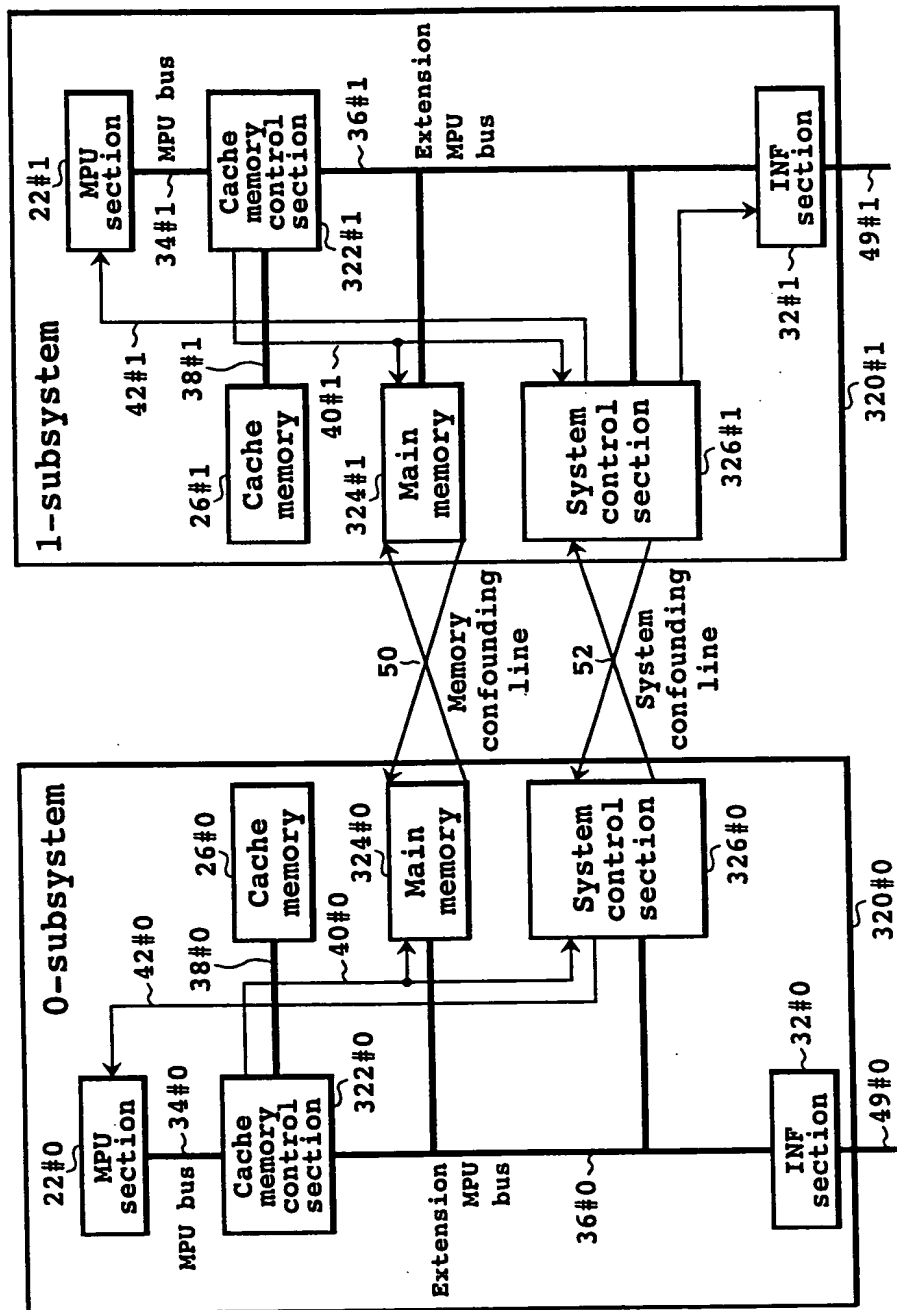 0-subsystem
22#0
MPU
section
42#0
34#0
MPU bus
Cache
memory
control
section
322#0
38#0
26#0
Cache
memory
40#0
324#0
Main
memory
Extension
MPU
bus
36#0
System
control
section
326#0
INF
section
32#0
49#0
320#0
50
Memory
confounding
line
52
System
confounding
line
1-subsystem
22#1
MPU
section
42#1
34#1
MPU bus
Cache
memory
control
section
322#1
38#1
26#1
Cache
memory
40#1
324#1
Main
memory
36#1
Extension
MPU
bus
System
control
section
326#1
INF
section
32#1
49#1
320#1